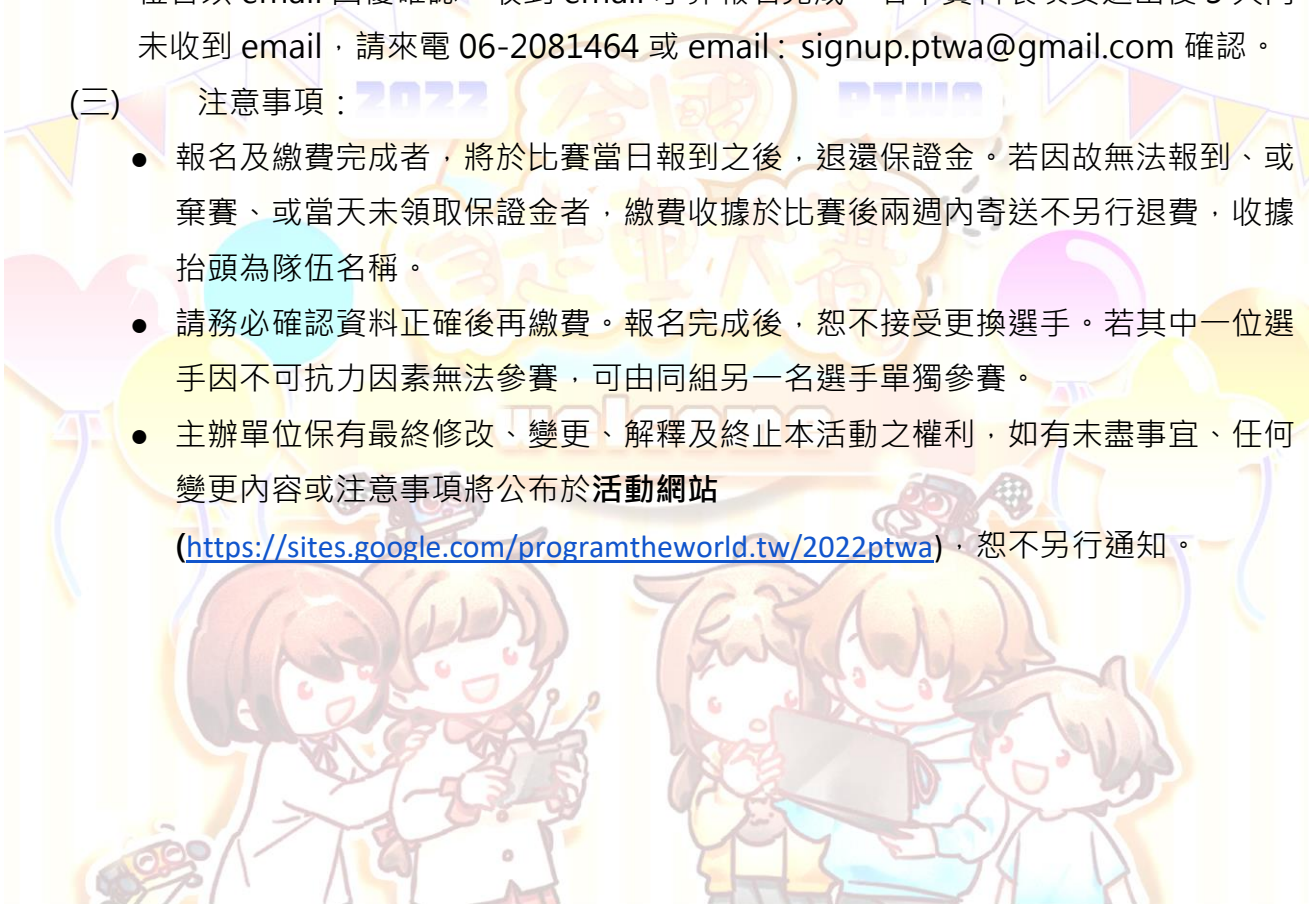 未收到 email，請來電 06-2081464 或 email：signup.ptwa@gmail.com 確認。
(三) 注意事項：
2022 全國 PTWA
● 報名及繳費完成者，將於比賽當日報到之後，退還保證金。若因故無法報到、或
棄賽、或當天未領取保證金者，繳費收據於比賽後兩週內寄送不另行退費，收據
抬頭為隊伍名稱。
自走車大賽
● 請務必確認資料正確後再繳費。報名完成後，恕不接受更換選手。若其中一位選
手因不可抗力因素無法參賽，可由同組另一名選手單獨參賽。
welcome
● 主辦單位保有最終修改、變更、解釋及終止本活動之權利，如有未盡事宜、任何
變更內容或注意事項將公布於活動網站
(https://sites.google.com/programtheworld.tw/2022ptwa)，恕不另行通知。